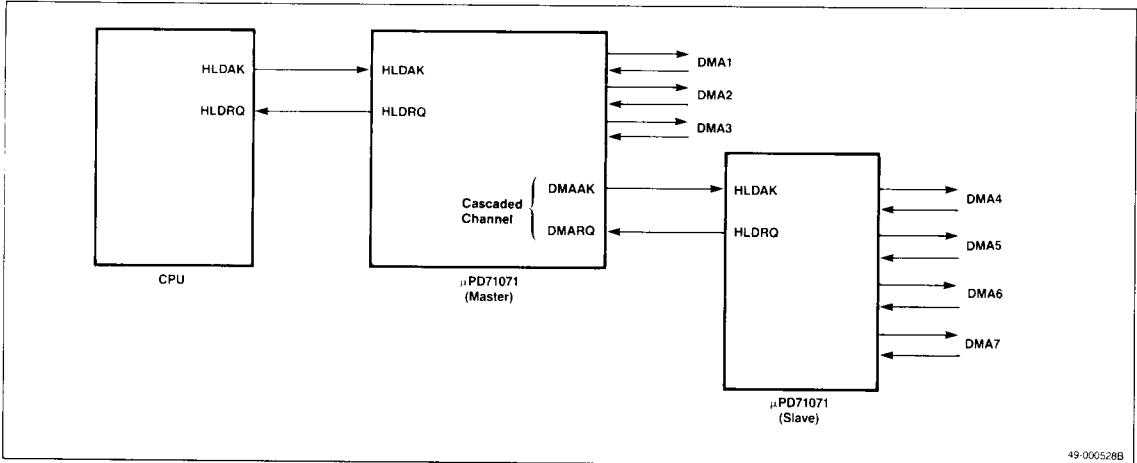 HLDAK
HLDRQ
CPU
HLDAK
HLDRQ
Cascaded
Channel
DMAAK
DMARQ
μPD71071
(Master)
DMA1
DMA2
DMA3
HLDAK
HLDRQ
μPD71071
(Slave)
DMA4
DMA5
DMA6
DMA7
49-000528B